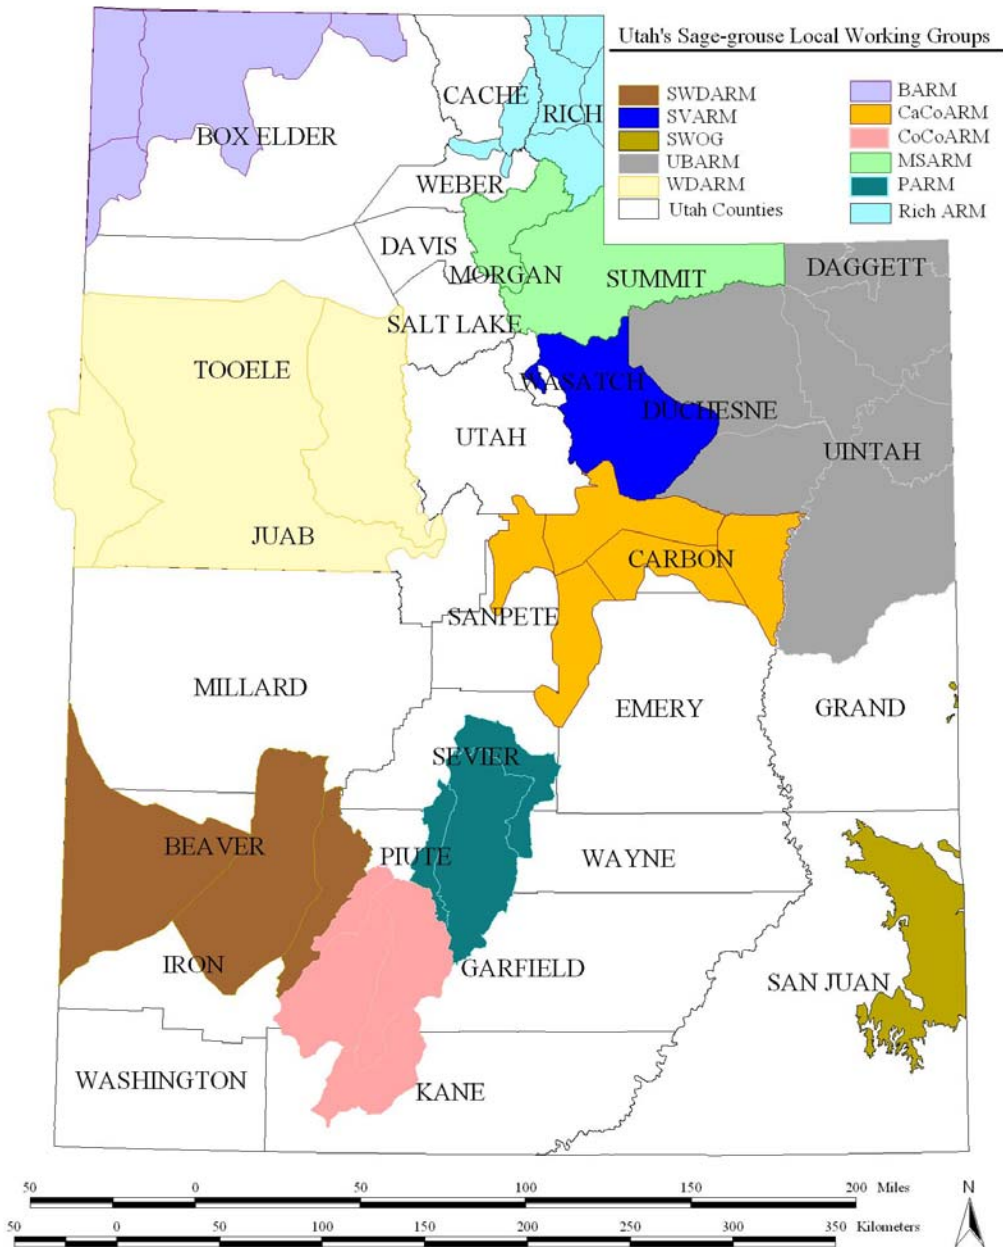 Utah's Sage-grouse Local Working Groups
SWDARM
SVARM
SWOG
UBARM
WDARM
Utah Counties
BARM
CaCoARM
CoCoARM
MSARM
PARM
Rich ARM
CACHE
RICH
BOX ELDER
WEBER
DAVIS
MORGAN
SUMMIT
DAGGETT
SALT LAKE
TOOELE
WASATCH
DUCHESNE
UTAH
UINTAH
JUAB
CARBON
SANPETE
MILLARD
EMERY
GRAND
SEVIER
BEAVER
PIUTE
WAYNE
IRON
GARFIELD
SAN JUAN
WASHINGTON
KANE
50 0 50 100 150 200 Miles
50 0 50 100 150 200 250 300 350 Kilometers
N